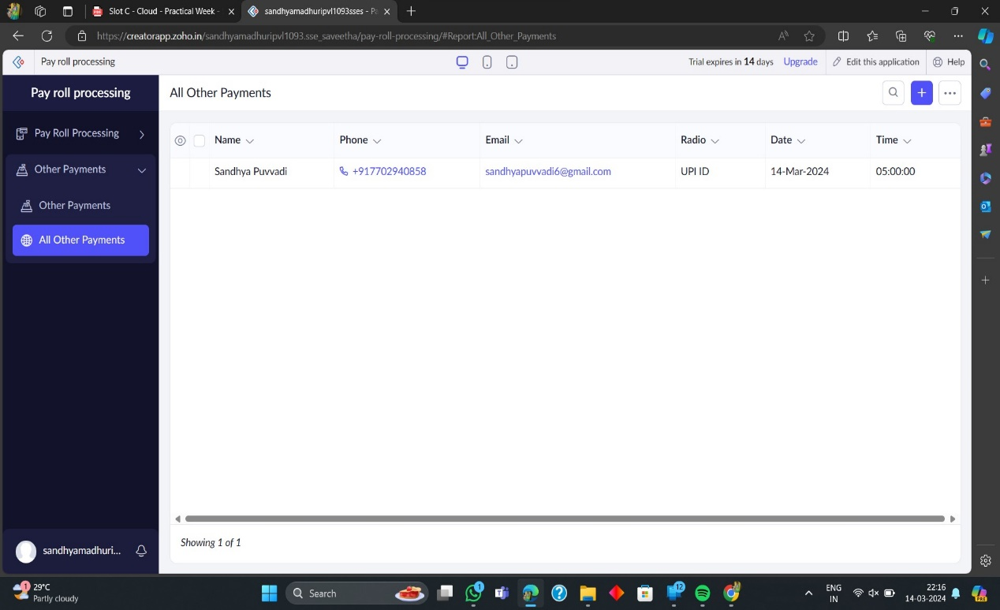 Slot C - Cloud - Practical Week -
sandhyamadhuripvl1093sses - Pa
https://creatorapp.zoho.in/sandhyamadhuripvl1093.sse_saveetha/pay-roll-processing/#Report:All_Other_Payments
Pay roll processing
Trial expires in 14 days
Upgrade
Edit this application
Help
Pay roll processing
All Other Payments
Pay Roll Processing
Other Payments
Other Payments
All Other Payments
Name Phone Email Radio Date Time
Sandhya Puvvadi +917702940858 sandhyapuvvadi6@gmail.com UPI ID 14-Mar-2024 05:00:00
Showing 1 of 1
sandhyamadhuri...
29°C
Partly cloudy
Search
1
12
ENG
IN
22:16
14-03-2024